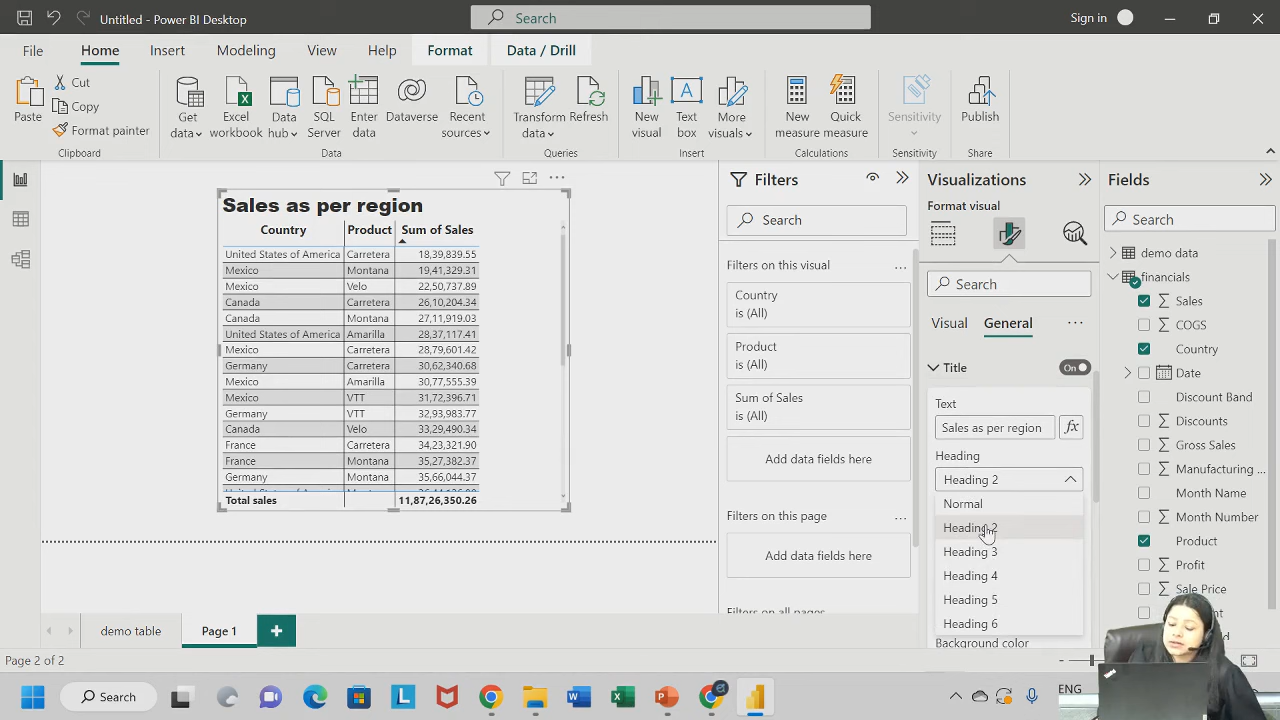 Untitled - Power BI Desktop
Search
Sign in
File
Home
Insert
Modeling
View
Help
Format
Data / Drill
Paste
Cut
Copy
Format painter
Clipboard
Get data
Excel workbook
Data hub
SQL Server
Enter data
Dataverse
Recent sources
Data
Transform data
Refresh
Queries
New visual
Text box
More visuals
Insert
New measure
Quick measure
Calculations
Sensitivity
Sensitivity
Publish
Share
Sales as per region
Country Product Sum of Sales
United States of America Carretera 18,39,839.55
Mexico Montana 19,41,329.31
Mexico Velo 22,50,737.89
Canada Carretera 26,10,204.34
Canada Montana 27,11,919.03
United States of America Amarilla 28,37,117.41
Mexico Carretera 28,79,601.42
Germany Carretera 30,62,340.68
Mexico Amarilla 30,77,555.39
Mexico VTT 31,72,396.71
Germany VTT 32,93,983.77
Canada Velo 33,29,490.34
France Carretera 34,23,321.90
France Montana 35,27,382.37
Germany Montana 35,66,044.37
Total sales 11,87,26,350.26
Filters
Search
Filters on this visual
Country
is (All)
Product
is (All)
Sum of Sales
is (All)
Add data fields here
Filters on this page
Add data fields here
Filters on all pages
Visualizations
Format visual
Search
Visual
General
Title
On
Text
Sales as per region
fx
Heading
Heading 2
Normal
Heading 2
Heading 3
Heading 4
Heading 5
Heading 6
Background color
Fields
Search
demo data
financials
Sales
COGS
Country
Date
Discount Band
Discounts
Gross Sales
Manufacturing ...
Month Name
Month Number
Product
Profit
Sale Price
demo table
Page 1
Page 2 of 2
Search
ENG